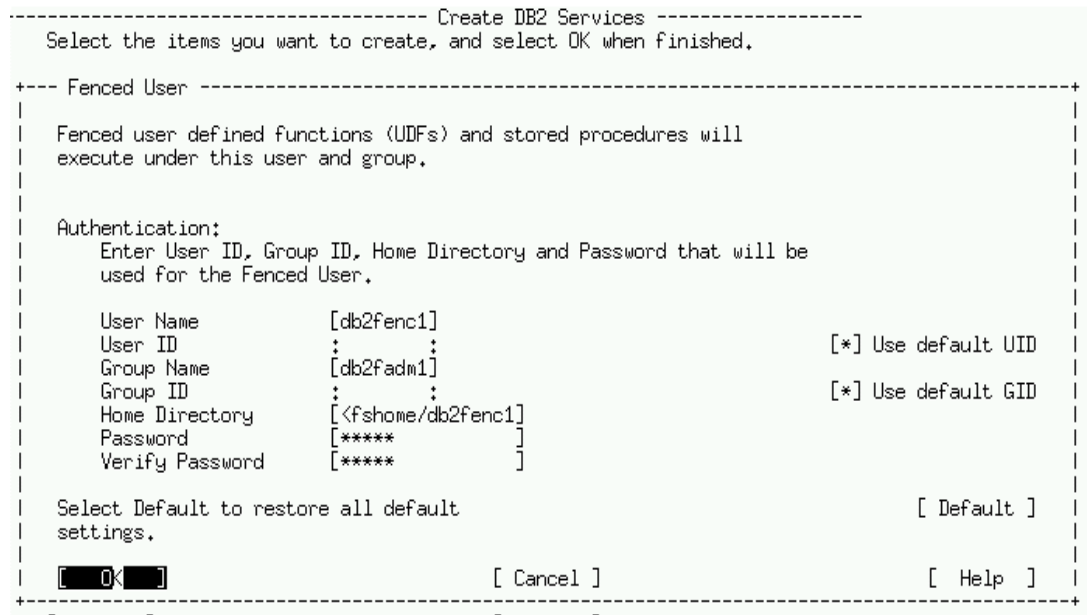 Create DB2 Services
Select the items you want to create, and select OK when finished.
Fenced User
Fenced user defined functions (UDFs) and stored procedures will
execute under this user and group.
Authentication:
Enter User ID, Group ID, Home Directory and Password that will be
used for the Fenced User.
User Name [db2fenc1]
User ID : : [*] Use default UID
Group Name [db2fadm1]
Group ID : : [*] Use default GID
Home Directory [<fshome/db2fenc1]
Password [***** ]
Verify Password [***** ]
Select Default to restore all default [ Default ]
settings.
[ OK ] [ Cancel ] [ Help ]